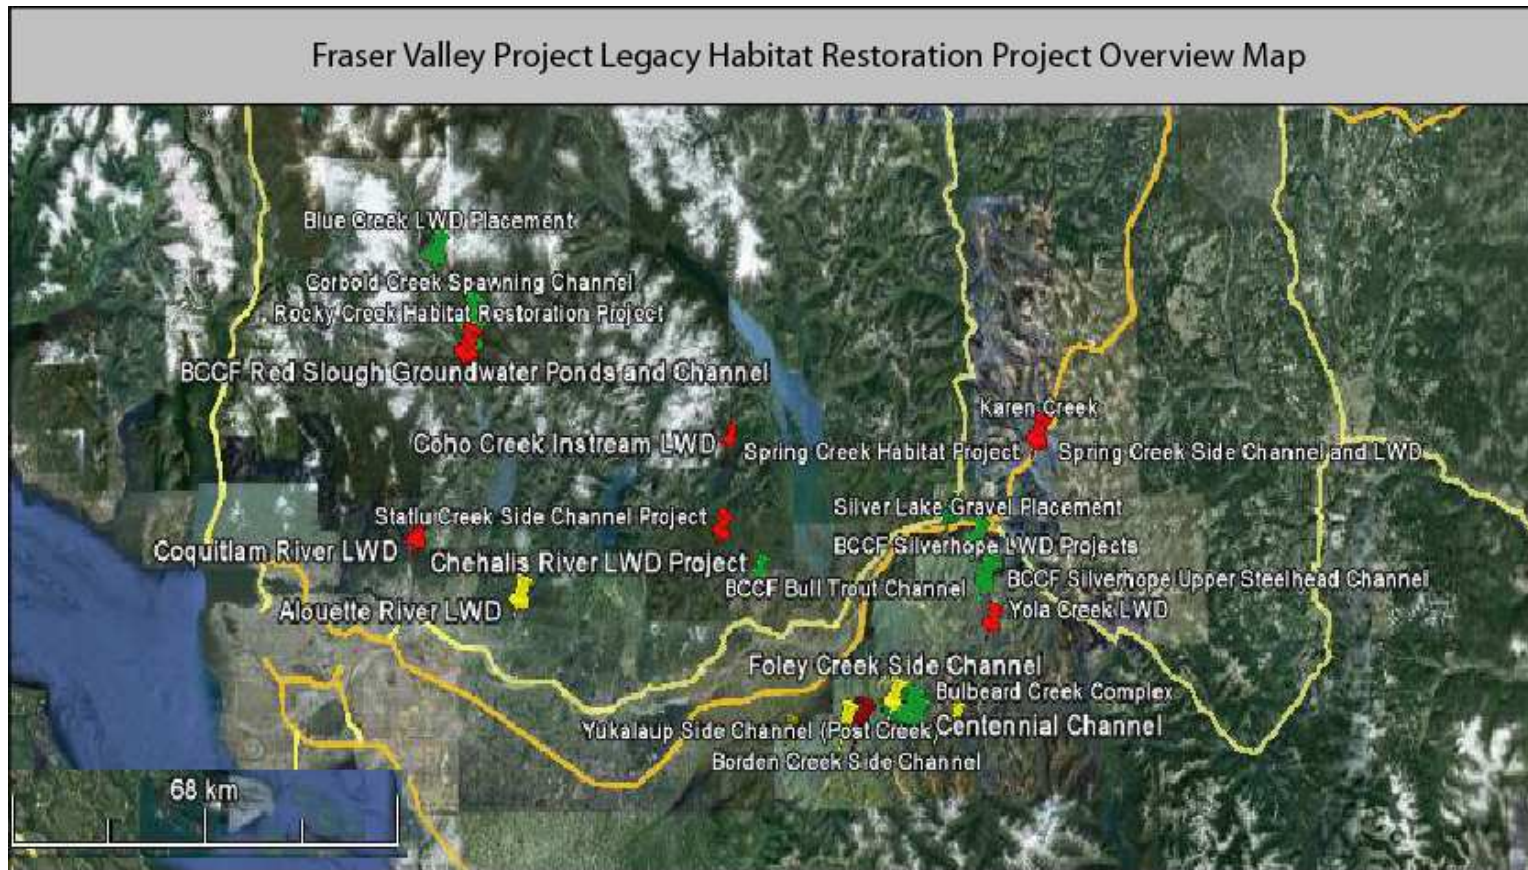 Fraser Valley Project Legacy Habitat Restoration Project Overview Map
Blue Creek LWD Placement
Corbold Creek Spawning Channel
Rocky Creek Habitat Restoration Project
BCCF Red Slough Groundwater Ponds and Channel
Karen Creek
Coho Creek Instream LWD
Spring Creek Habitat Project
Spring Creek Side Channel and LWD
Silver Lake Gravel Placement
Statlu Creek Side Channel Project
Coquitlam River LWD
BCCF Silverhope LWD Projects
Chehalis River LWD Project
BCCF Bull Trout Channel
BCCF Silverhope Upper Steelhead Channel
Alouette River LWD
Yola Creek LWD
Foley Creek Side Channel
Bulbeard Creek Complex
Yukalaup Side Channel (Post Creek)
Centennial Channel
Borden Creek Side Channel
68 km